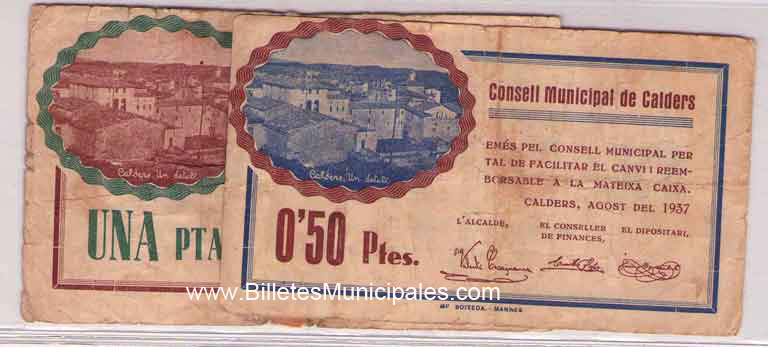 Calders, Un detall
UNA PTA
Calders, Un detall
0'50 Ptes.
Consell Municipal de Calders
EMÉS PEL CONSELL MUNICIPAL PER
TAL DE FACILITAR EL CANVI I REEM-
BORSABLE A LA MATEIXA CAIXA.
CALDERS, AGOST DEL 1937
L'ALCALDE,
EL CONSELLER
DE FINANCES,
EL DIPOSITARI,
BOIXEDA. - MANRESA
www.BilletesMunicipales.com